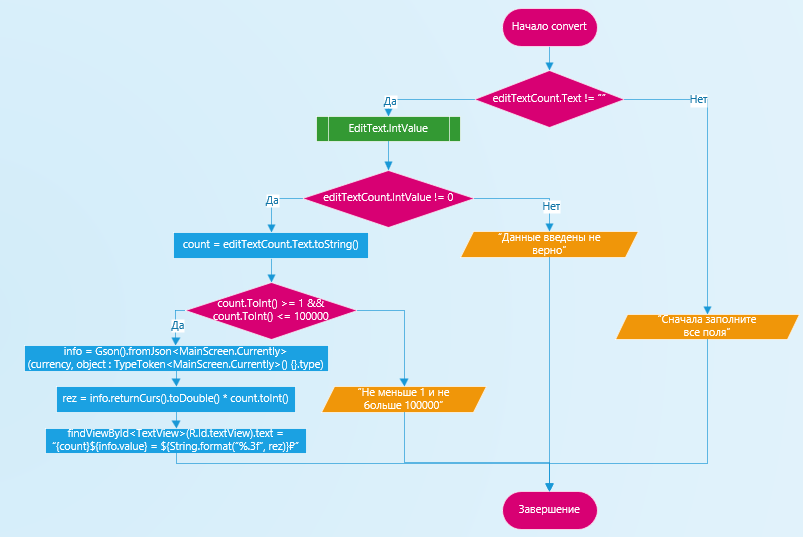 Начало convert
editTextCount.Text != ""
Да
Нет
EditText.IntValue
editTextCount.IntValue != 0
Да
Нет
count = editTextCount.Text.toString()
"Данные введены не
верно"
count.ToInt() >= 1 &&
count.ToInt() <= 100000
Да
"Сначала заполните
все поля"
info = Gson().fromJson<MainScreen.Currently>
(currency, object : TypeToken<MainScreen.Currently>() {}.type)
rez = info.returnCurs().toDouble() * count.toInt()
"Не меньше 1 и не
больше 100000"
findViewById<TextView>(R.id.textView).text =
"{count}${info.value} = ${String.format("%.3f", rez)}₽"
Завершение